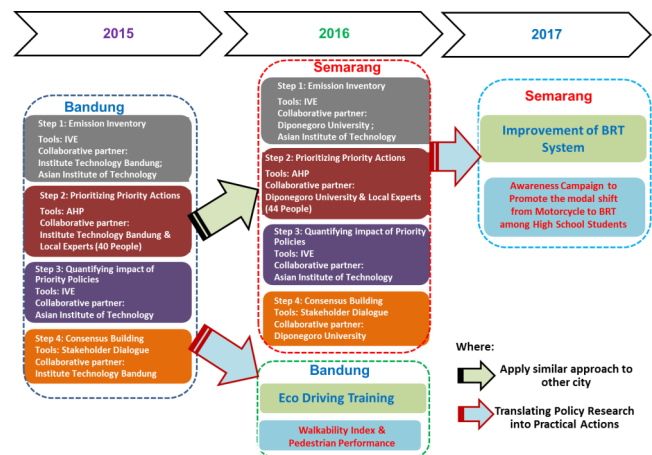 2015
2016
2017
Bandung
Step 1: Emission Inventory
Tools: IVE
Collaborative partner:
Institute Technology Bandung;
Asian Institute of Technology
Step 2: Prioritizing Priority Actions
Tools: AHP
Collaborative partner:
Institute Technology Bandung &
Local Experts (40 People)
Step 3: Quantifying impact of
Priority Policies
Tools: IVE
Collaborative partner:
Asian Institute of Technology
Step 4: Consensus Building
Tools: Stakeholder Dialogue
Collaborative partner:
Institute Technology Bandung
Semarang
Step 1: Emission Inventory
Tools: IVE
Collaborative partner:
Diponegoro University ;
Asian Institute of Technology
Step 2: Prioritizing Priority Actions
Tools: AHP
Collaborative partner:
Diponegoro University & Local Experts
(44 People)
Step 3: Quantifying impact of Priority
Policies
Tools: IVE
Collaborative partner:
Asian Institute of Technology
Step 4: Consensus Building
Tools: Stakeholder Dialogue
Collaborative partner:
Diponegoro University
Bandung
Eco Driving Training
Walkability Index &
Pedestrian Performance
Semarang
Improvement of BRT
System
Awareness Campaign to
Promote the modal shift
from Motorcycle to BRT
among High School Students
Where:
Apply similar approach to
other city
Translating Policy Research
into Practical Actions